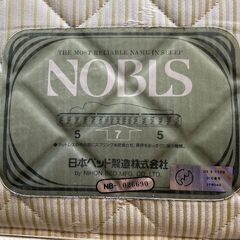 THE MOST RELIABLE NAME IN SLEEP
NOBLS
5 7 5
日本ベッド製造株式会社
by NIHON BED MFG. CO., LTD.
NB- 026690